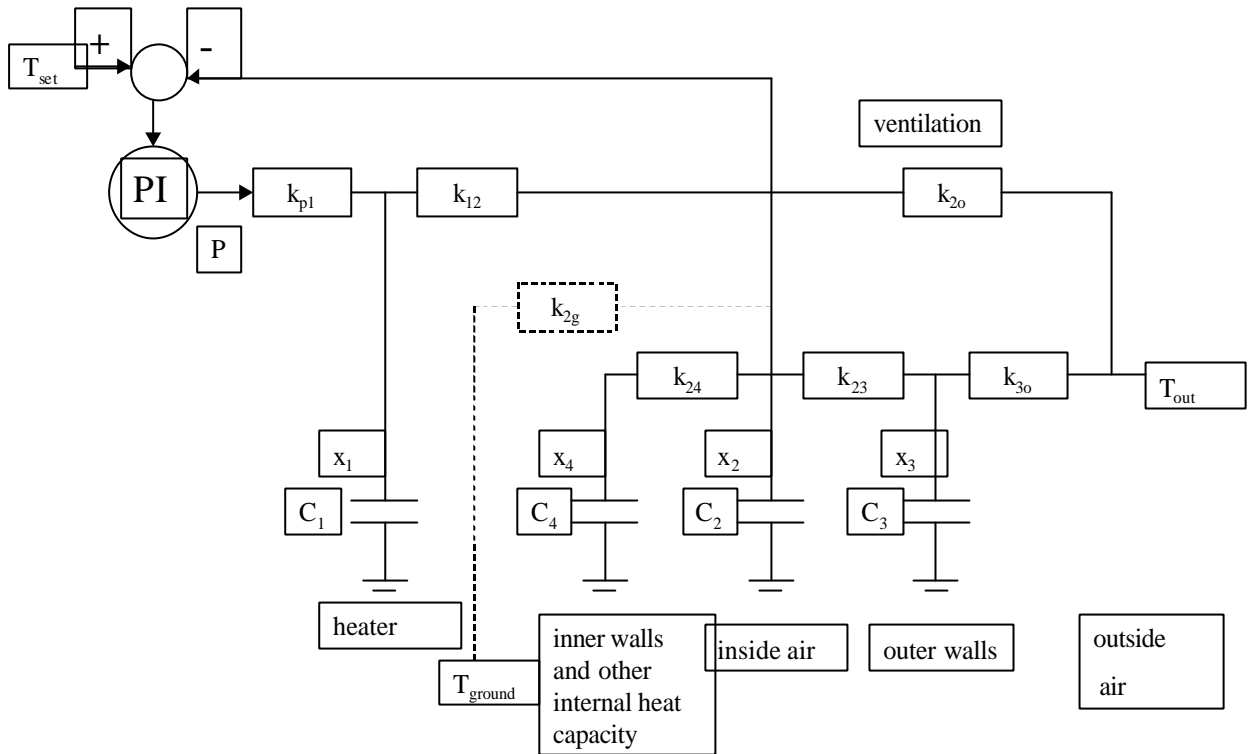 +
-
T_set
ventilation
PI
k_p1
k_12
k_2o
P
k_2g
k_24
k_23
k_3o
T_out
x_1
x_4
x_2
x_3
C_1
C_4
C_2
C_3
heater
inner walls
and other
internal heat
capacity
inside air
outer walls
outside
air
T_ground